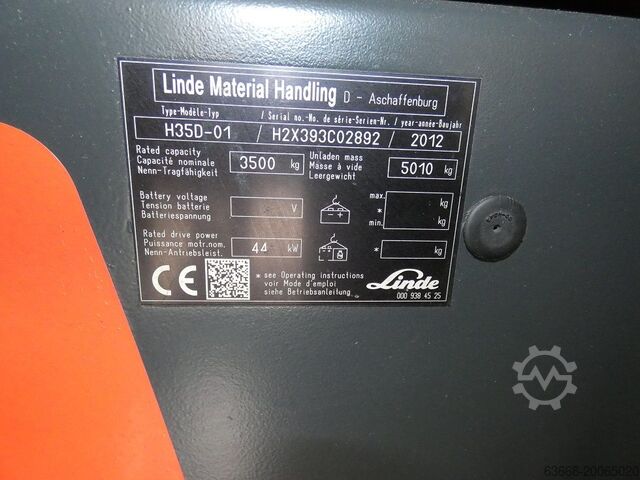 Linde Material Handling D - Aschaffenburg
Type-Modèle-Typ / Serial no.-No. de série-Serien-Nr. / year-année-Baujahr
H35D-01 / H2X393C02892 / 2012
Rated capacity
Capacité nominale 3500 kg
Nenn-Tragfähigkeit
Unladen mass
Masse à vide 5010 kg
Leergewicht
Battery voltage
Tension batterie V
Batteriespannung
- +
max. kg
*
min. kg
Rated drive power
Puissance motr.nom. 44 kW
Nenn-Antriebsleist.
* kg
CE
* see Operating instructions
voir Mode d'emploi
siehe Betriebsanleitung.
Linde
000 938 45 25
63668-20065020